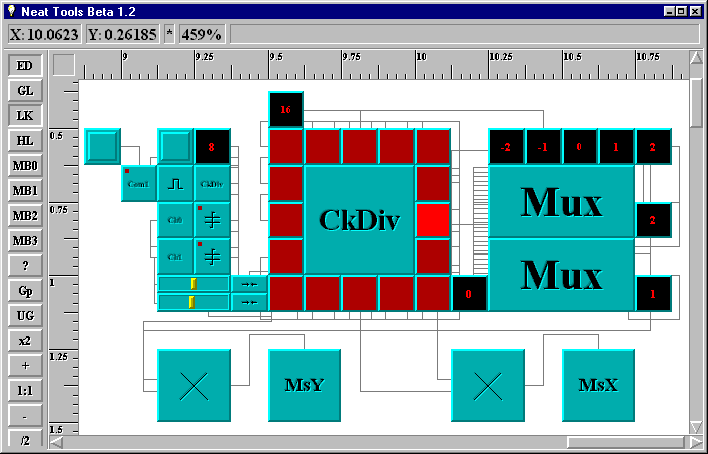 Neat Tools Beta 1.2
X: 10.0623 Y: 0.26185 * 459%
9 9.25 9.5 9.75 10 10.25 10.5 10.75
ED
GL
LK
HL
MB0
MB1
MB2
MB3
?
Gp
UG
x2
+
1:1
-
/2
0.5
0.75
1
1.25
1.5
16
8
-2 -1 0 1 2
Com1 CkDiv
CkDiv
Mux
2
Ch0
Ch1
Mux
→← 
→←
0
1
MsY
MsX